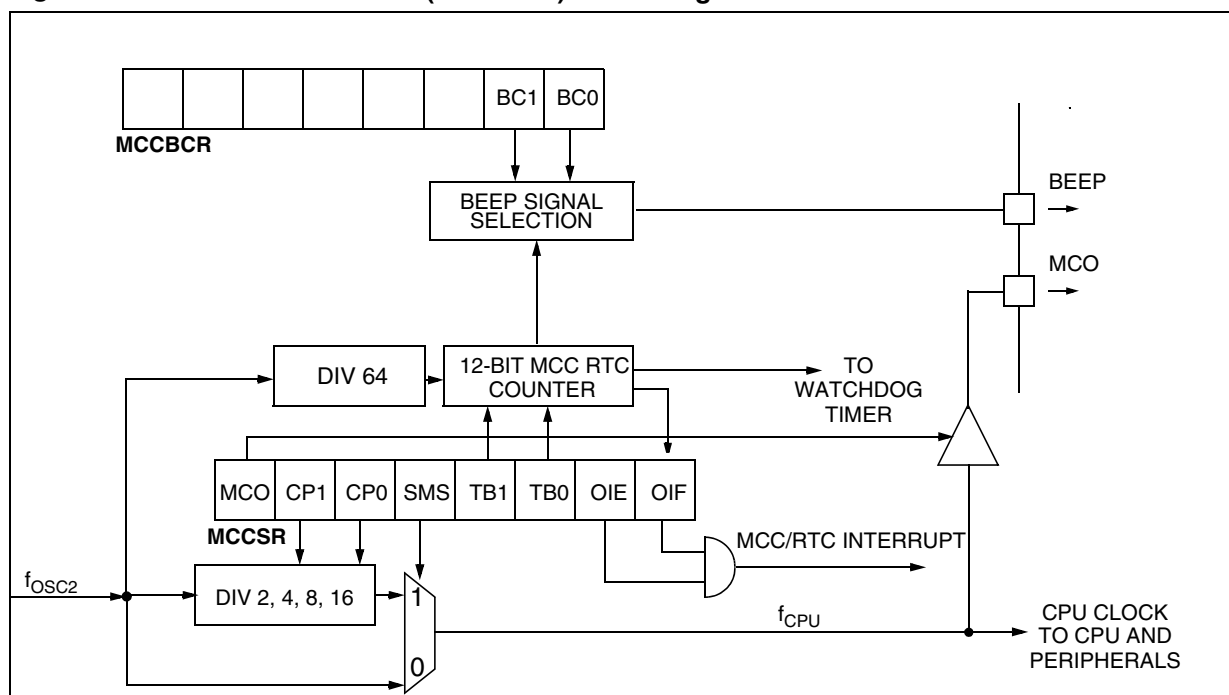 BC1 BC0
MCCBCR
BEEP SIGNAL
SELECTION
BEEP
MCO
DIV 64
12-BIT MCC RTC
COUNTER
TO
WATCHDOG
TIMER
MCO CP1 CP0 SMS TB1 TB0 OIE OIF
MCCSR
MCC/RTC INTERRUPT
fOSC2
DIV 2, 4, 8, 16
1
0
fCPU
CPU CLOCK
TO CPU AND
PERIPHERALS